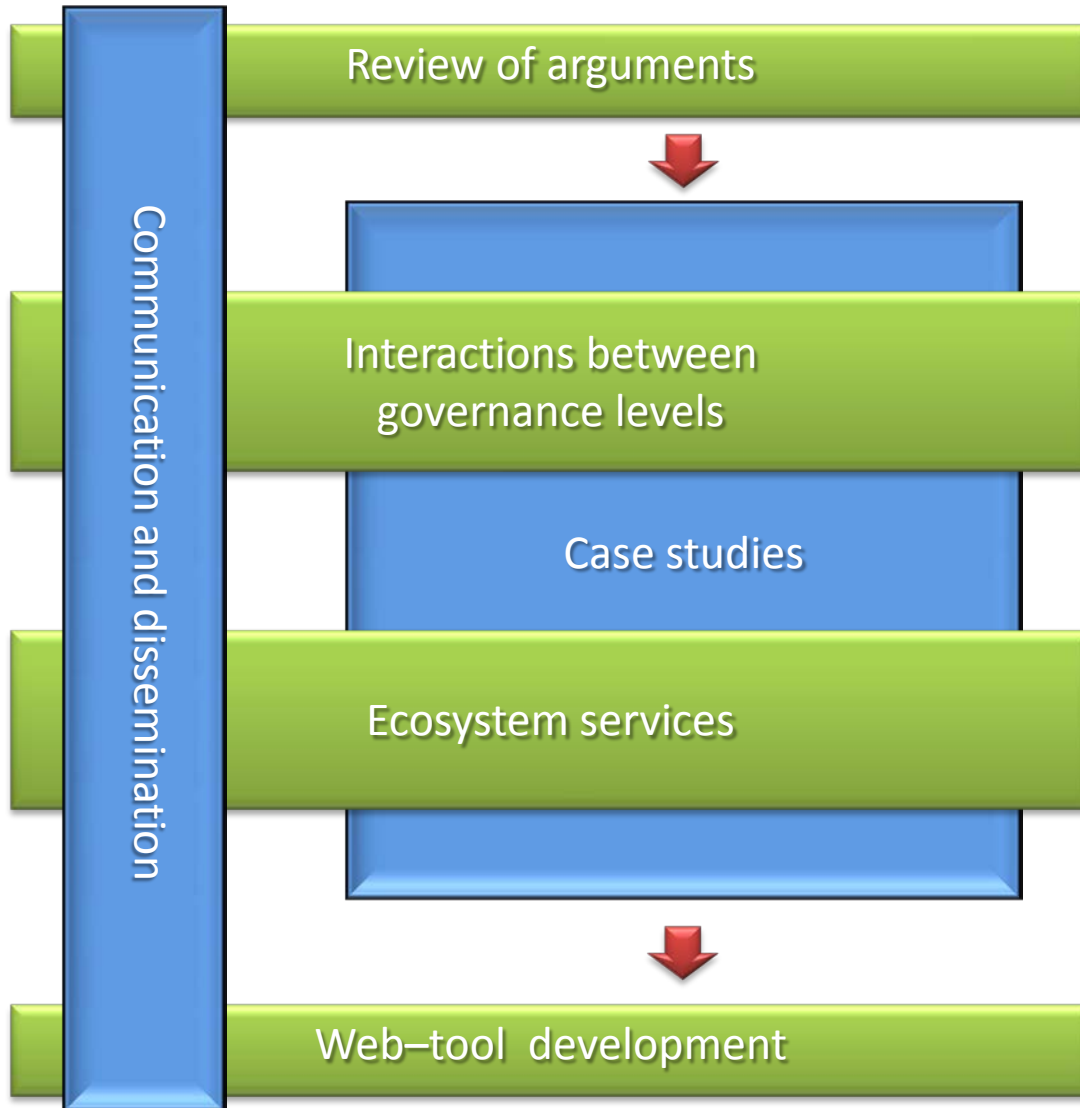 Review of arguments
Communication and dissemination
Interactions between
governance levels
Case studies
Ecosystem services
Web–tool development